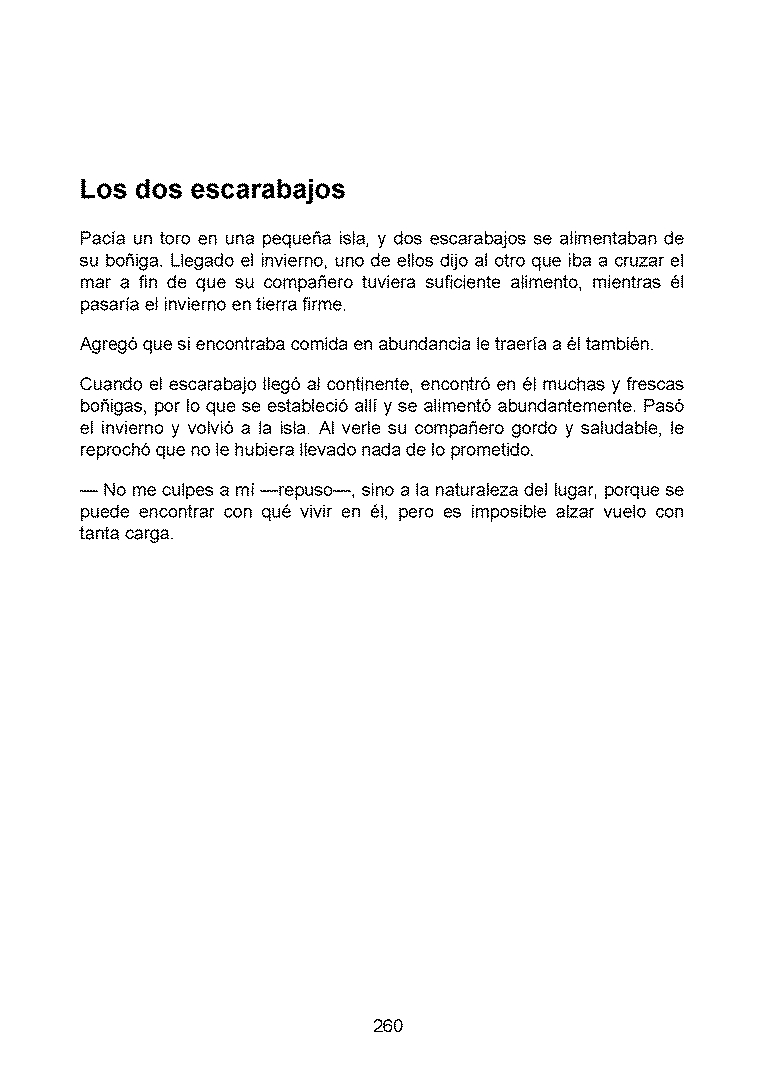 Los dos escarabajos
Pacía un toro en una pequeña isla, y dos escarabajos se alimentaban de
su boñiga. Llegado el invierno, uno de ellos dijo al otro que iba a cruzar el
mar a fin de que su compañero tuviera suficiente alimento, mientras él
pasaría el invierno en tierra firme.
Agregó que si encontraba comida en abundancia le traería a él también.
Cuando el escarabajo llegó al continente, encontró en él muchas y frescas
boñigas, por lo que se estableció allí y se alimentó abundantemente. Pasó
el invierno y volvió a la isla. Al verle su compañero gordo y saludable, le
reprochó que no le hubiera llevado nada de lo prometido.
— No me culpes a mí —repuso—, sino a la naturaleza del lugar, porque se
puede encontrar con qué vivir en él, pero es imposible alzar vuelo con
tanta carga.
260